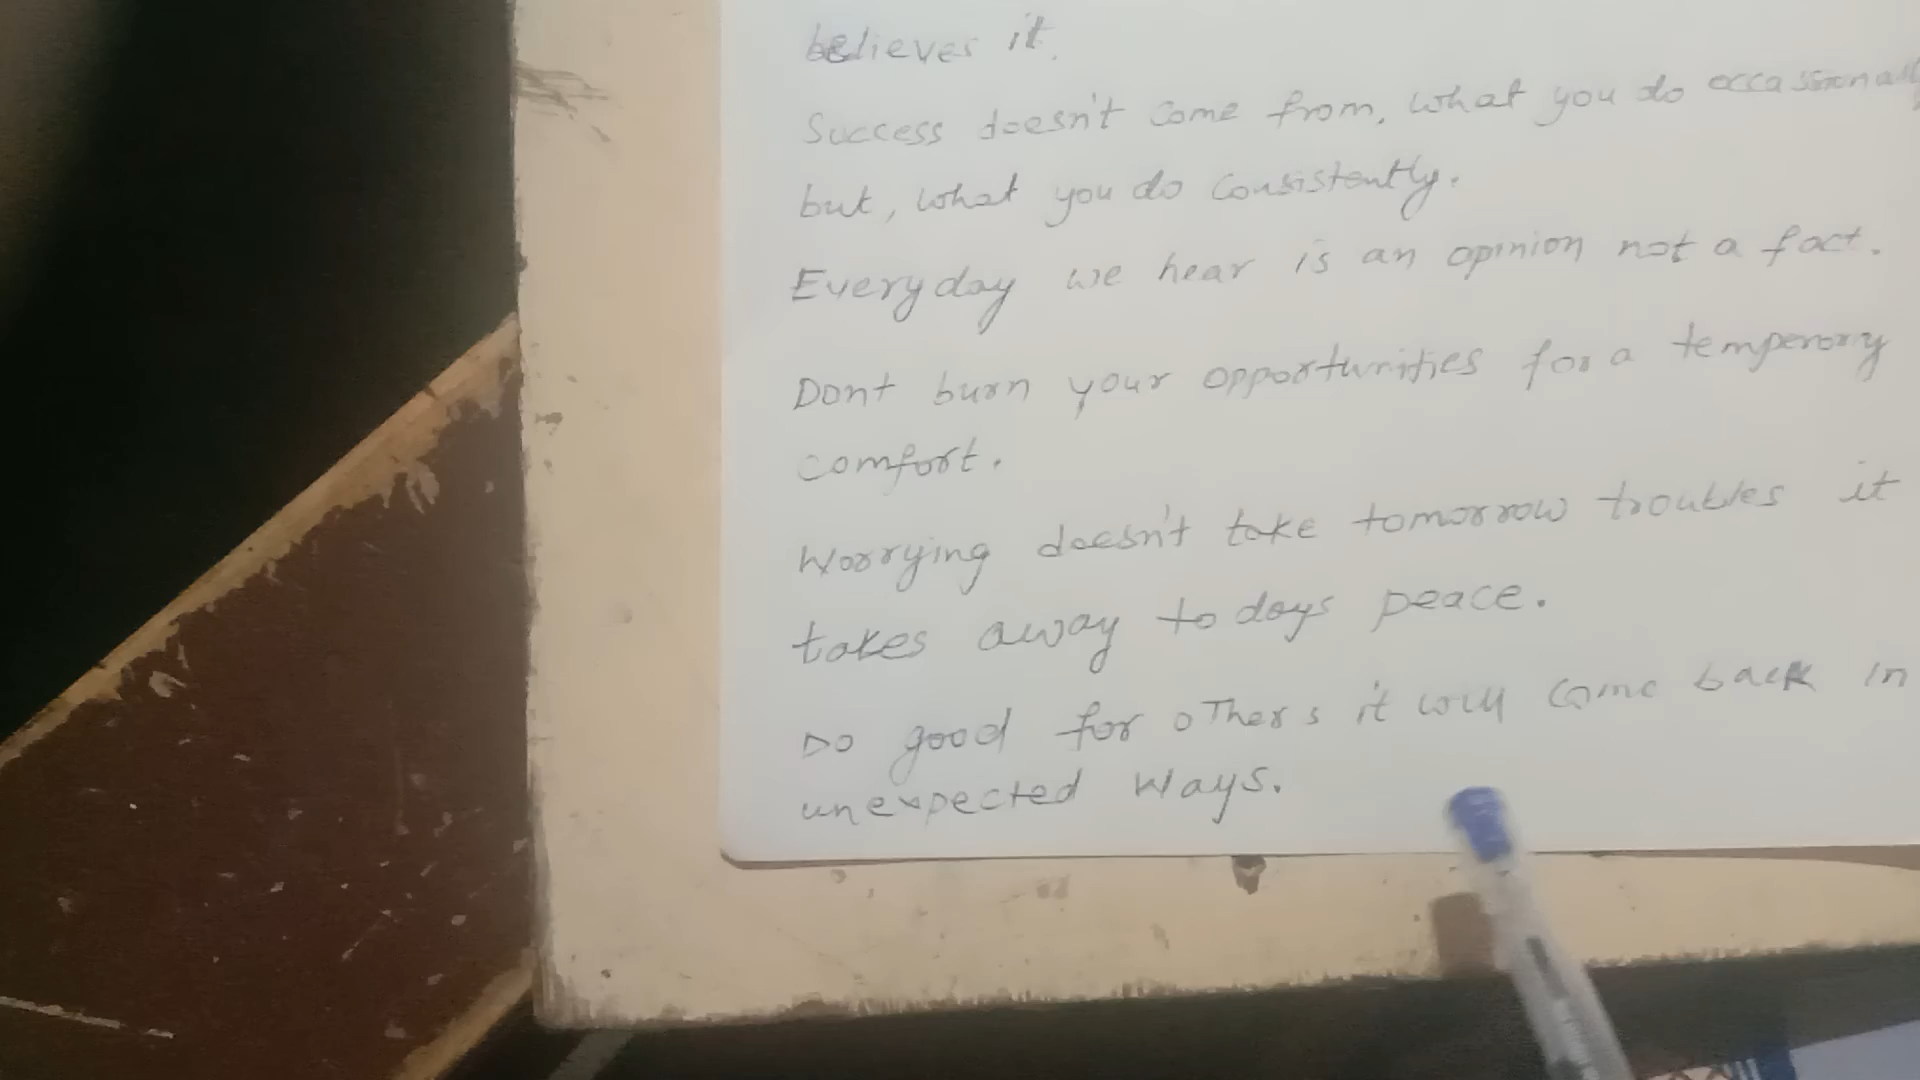 believes it.
Success doesn't come from, what you do occassionally
but, what you do consistently.
Everyday we hear is an opinion not a fact.
Dont burn your opportunities for a temperory
comfort.
Worrying doesn't take tomorrow troubles it
takes away todays peace.
Do good for others it will come back in
unexpected ways.